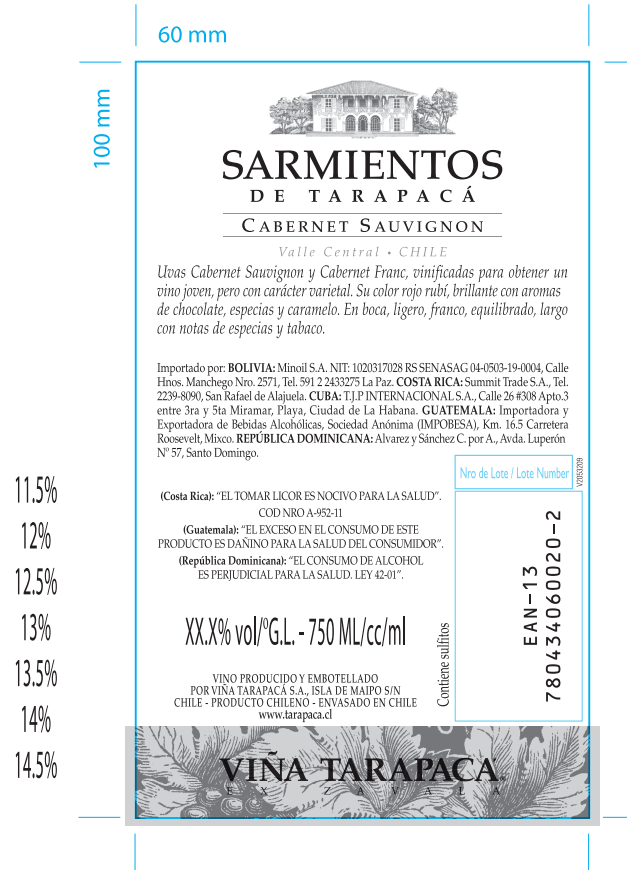 60 mm
100 mm
SARMIENTOS
DE TARAPACÁ
CABERNET SAUVIGNON
Valle Central • CHILE
Uvas Cabernet Sauvignon y Cabernet Franc, vinificadas para obtener un
vino joven, pero con carácter varietal. Su color rojo rubí, brillante con aromas
de chocolate, especias y caramelo. En boca, ligero, franco, equilibrado, largo
con notas de especias y tabaco.
Importado por: BOLIVIA: Minoil S.A. NIT: 1020317028 RS SENASAG 04-0503-19-0004, Calle
Hnos. Manchego Nro. 2571, Tel. 591 2 2433275 La Paz. COSTA RICA: Summit Trade S.A., Tel.
2239-8090, San Rafael de Alajuela. CUBA: T.J.P INTERNACIONAL S.A., Calle 26 #308 Apto.3
entre 3ra y 5ta Miramar, Playa, Ciudad de La Habana. GUATEMALA: Importadora y
Exportadora de Bebidas Alcohólicas, Sociedad Anónima (IMPOBESA), Km. 16.5 Carretera
Roosevelt, Mixco. REPÚBLICA DOMINICANA: Alvarez y Sánchez C. por A., Avda. Luperón
Nº 57, Santo Domingo.
Nro de Lote / Lote Number
V2053209
(Costa Rica): “EL TOMAR LICOR ES NOCIVO PARA LA SALUD”.
COD NRO A-952-11
(Guatemala): “EL EXCESO EN EL CONSUMO DE ESTE
PRODUCTO ES DAÑINO PARA LA SALUD DEL CONSUMIDOR”.
(República Dominicana): “EL CONSUMO DE ALCOHOL
ES PERJUDICIAL PARA LA SALUD. LEY 42-01”.
XX.X% vol/ºG.L. - 750 ML/cc/ml
Contiene sulfitos
EAN-13
780434060020-2
VINO PRODUCIDO Y EMBOTELLADO
POR VIÑA TARAPACÁ S.A., ISLA DE MAIPO S/N
CHILE - PRODUCTO CHILENO - ENVASADO EN CHILE
www.tarapaca.cl
VIÑA TARAPACÁ®
EX ZAVALA
11.5%
12%
12.5%
13%
13.5%
14%
14.5%